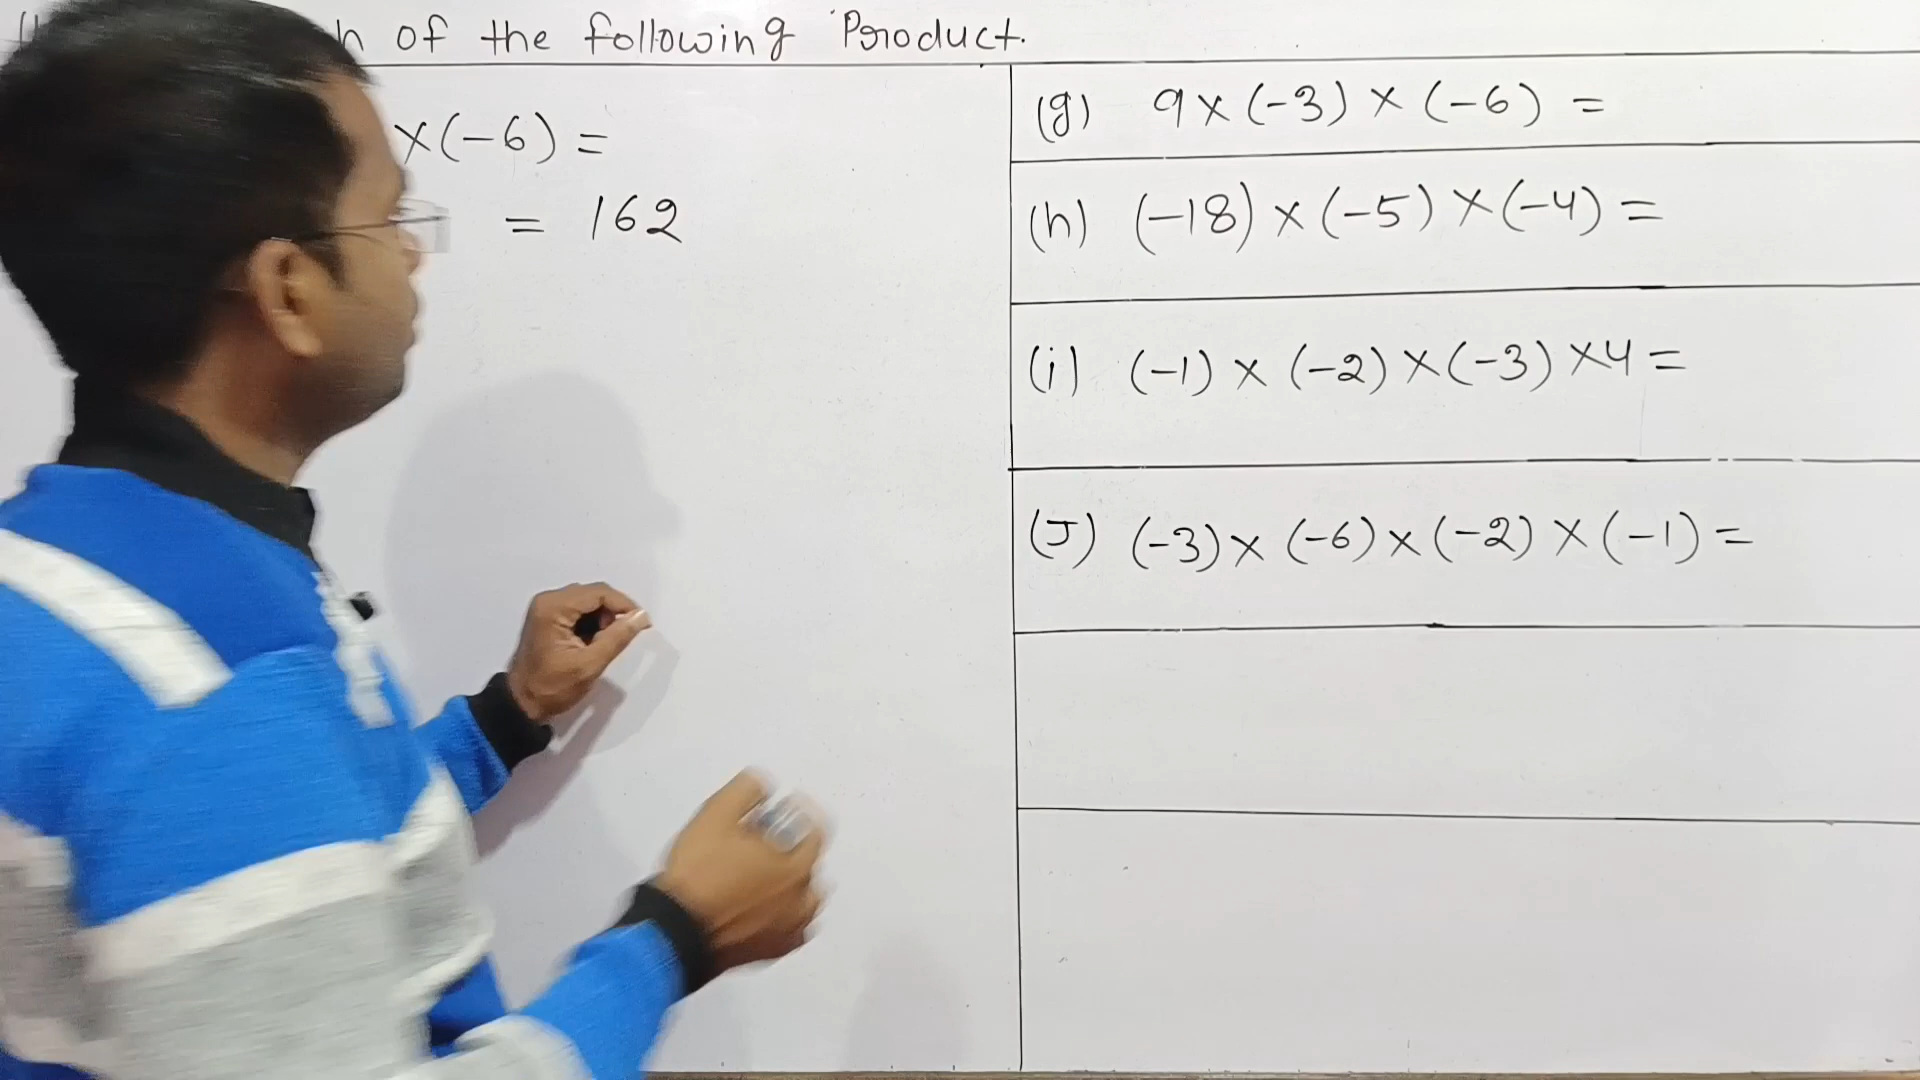 of the following Product.
×(-6) =
= 162
(g) 9 × (-3) × (-6) =
(h) (-18) × (-5) × (-4) =
(i) (-1) × (-2) × (-3) × 4 =
(J) (-3) × (-6) × (-2) × (-1) =